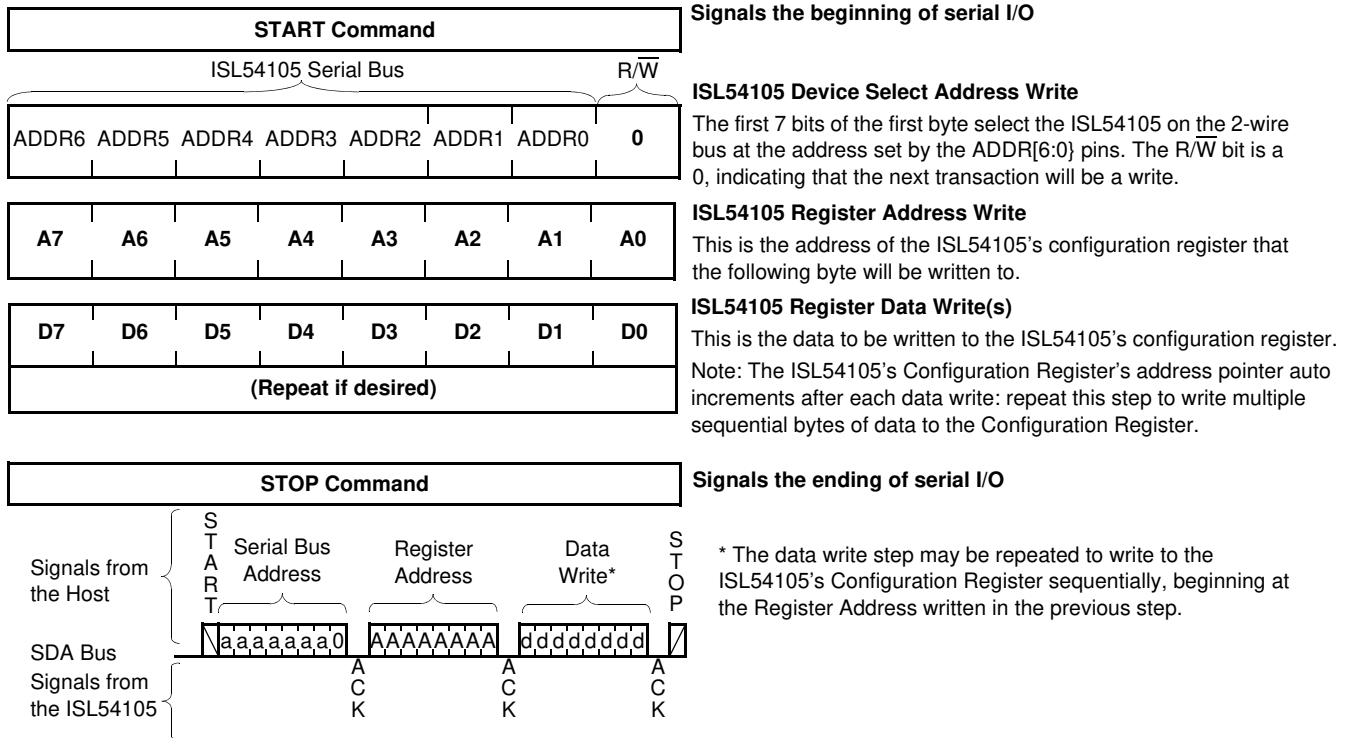 START Command
Signals the beginning of serial I/O
ISL54105 Serial Bus
R/W
ADDR6 ADDR5 ADDR4 ADDR3 ADDR2 ADDR1 ADDR0 0
ISL54105 Device Select Address Write
The first 7 bits of the first byte select the ISL54105 on the 2-wire
bus at the address set by the ADDR[6:0} pins. The R/W bit is a
0, indicating that the next transaction will be a write.
A7 A6 A5 A4 A3 A2 A1 A0
ISL54105 Register Address Write
This is the address of the ISL54105’s configuration register that
the following byte will be written to.
D7 D6 D5 D4 D3 D2 D1 D0
(Repeat if desired)
ISL54105 Register Data Write(s)
This is the data to be written to the ISL54105’s configuration register.
Note: The ISL54105’s Configuration Register’s address pointer auto
increments after each data write: repeat this step to write multiple
sequential bytes of data to the Configuration Register.
STOP Command
Signals the ending of serial I/O
Signals from
the Host
START
Serial Bus
Address
Register
Address
Data
Write*
STOP
* The data write step may be repeated to write to the
ISL54105’s Configuration Register sequentially, beginning at
the Register Address written in the previous step.
SDA Bus
a a a a a a a 0
AAAAAAAA
d d d d d d d d
Signals from
the ISL54105
ACK
ACK
ACK